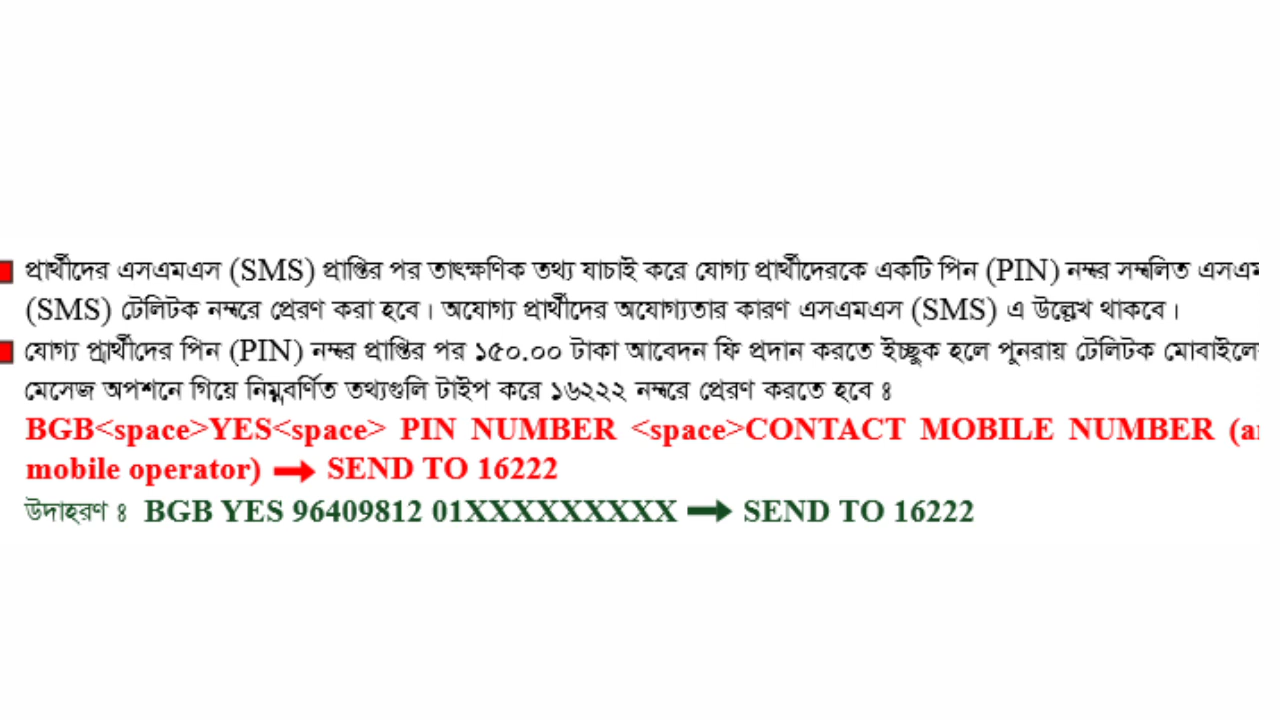 প্রার্থীদের এসএমএস (SMS) প্রাপ্তির পর তাৎক্ষণিক তথ্য যাচাই করে যোগ্য প্রার্থীদেরকে একটি পিন (PIN) নম্বর সম্বলিত
(SMS) টেলিটক নম্বরে প্রেরণ করা হবে। অযোগ্য প্রার্থীদের অযোগ্যতার কারণ এসএমএস (SMS) এ উল্লেখ থাকবে।
যোগ্য প্রার্থীদের পিন (PIN) নম্বর প্রাপ্তির পর ১৫০.০০ টাকা আবেদন ফি প্রদান করতে ইচ্ছুক হলে পুনরায় টেলিটক
মেসেজ অপশনে গিয়ে নিম্নবর্ণিত তথ্যগুলি টাইপ করে ১৬২২২ নম্বরে প্রেরণ করতে হবে ঃ
BGB<space>YES<space> PIN NUMBER <space>CONTACT MOBILE NUMBER
mobile operator) ➞ SEND TO 16222
উদাহরণ ঃ BGB YES 96409812 01XXXXXXXXX ➞ SEND TO 16222